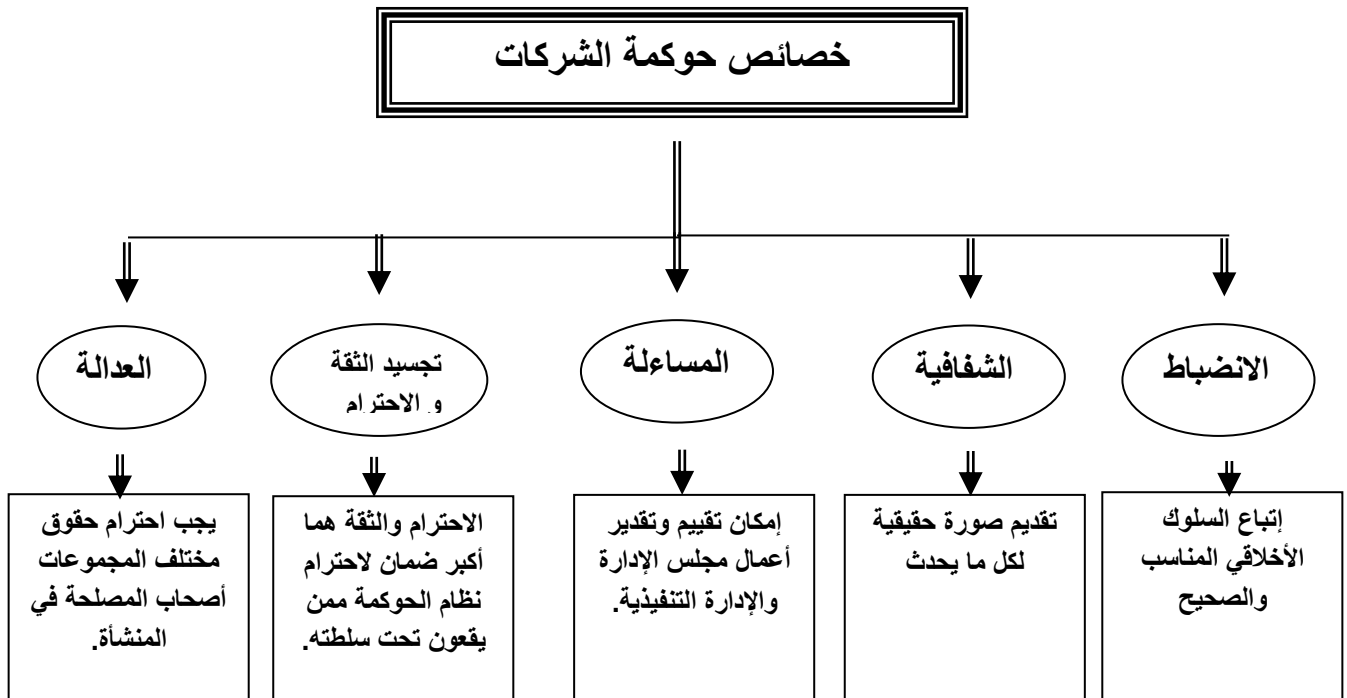 خصائص حوكمة الشركات
الانضباط
الشفافية
المساءلة
تجسيد الثقة
و الاحترام
العدالة
إتباع السلوك
الأخلاقي المناسب
والصحيح
تقديم صورة حقيقية
لكل ما يحدث
إمكان تقييم وتقدير
أعمال مجلس الإدارة
والإدارة التنفيذية.
الاحترام والثقة هما
أكبر ضمان لاحترام
نظام الحوكمة ممن
يقعون تحت سلطته.
يجب احترام حقوق
مختلف المجموعات
أصحاب المصلحة في
المنشأة.